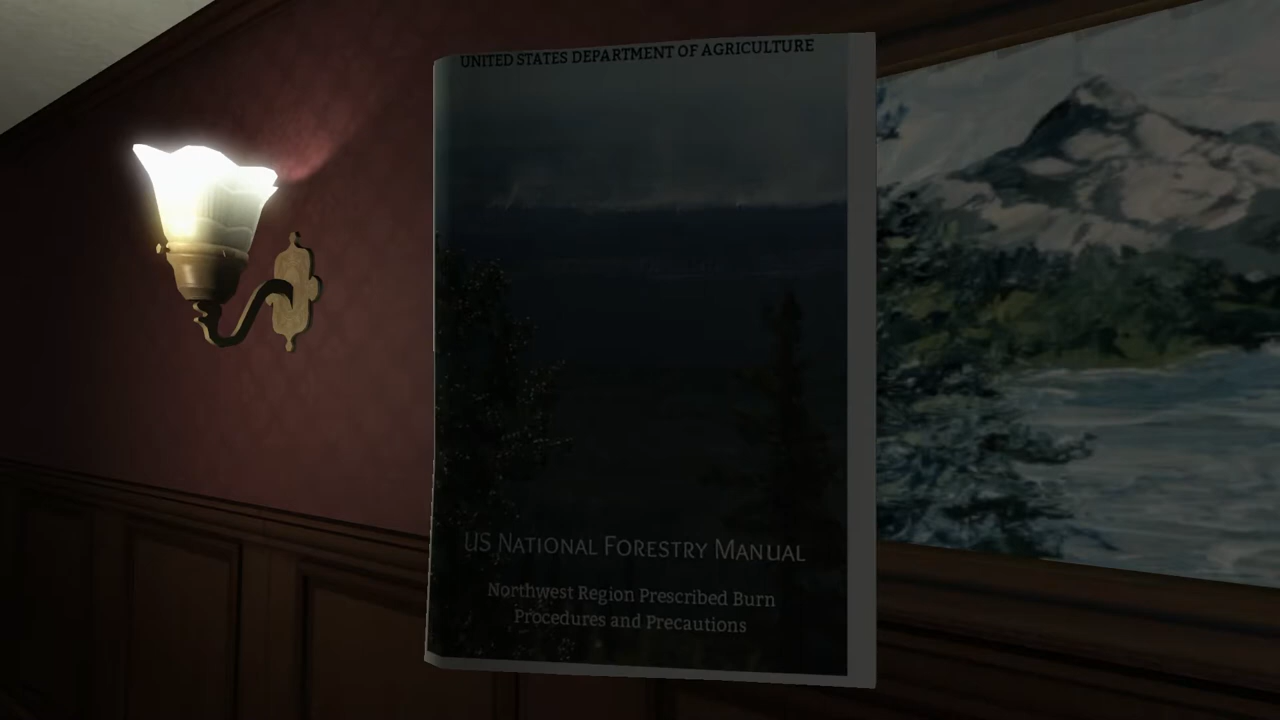 UNITED STATES DEPARTMENT OF AGRICULTURE
US NATIONAL FORESTRY MANUAL
Northwest Region Prescribed Burn
Procedures and Precautions